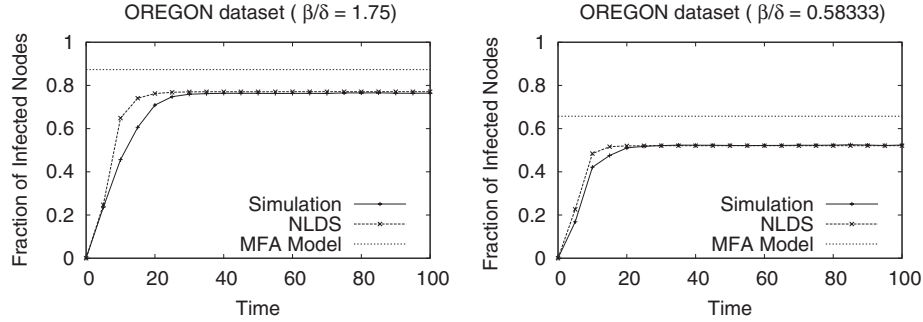 OREGON dataset ( β/δ = 1.75)
Fraction of Infected Nodes
1
0.8
0.6
0.4
0.2
0
Simulation
NLDS
MFA Model
0 20 40 60 80 100
Time
OREGON dataset ( β/δ = 0.58333)
Fraction of Infected Nodes
1
0.8
0.6
0.4
0.2
0
Simulation
NLDS
MFA Model
0 20 40 60 80 100
Time